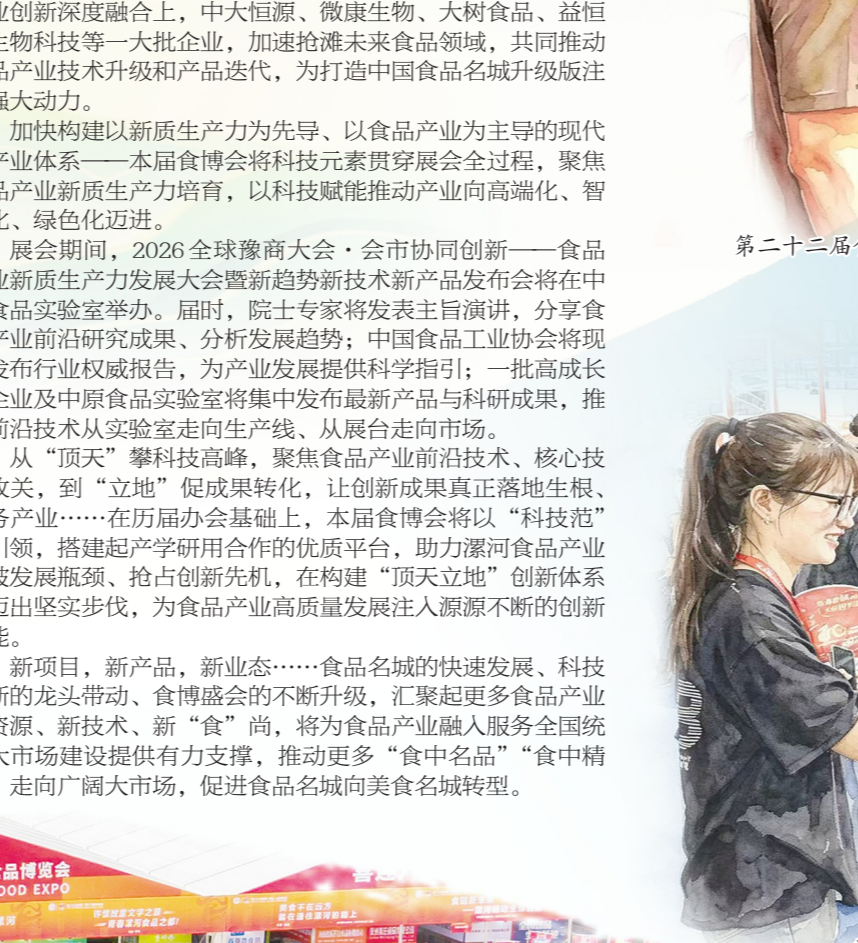 业创新深度融合上，中大恒源、微康生物、大树食品、益恒
生物科技等一大批企业，加速抢滩未来食品领域，共同推动
品产业技术升级和产品迭代，为打造中国食品名城升级版注
强大动力。
加快构建以新质生产力为先导、以食品产业为主导的现代
产业体系——本届食博会将科技元素贯穿展会全过程，聚焦
品产业新质生产力培育，以科技赋能推动产业向高端化、智
化、绿色化迈进。
展会期间，2026全球豫商大会·会市协同创新——食品
业新质生产力发展大会暨新趋势新技术新产品发布会将在中
食品实验室举办。届时，院士专家将发表主旨演讲，分享食
产业前沿研究成果、分析发展趋势；中国食品工业协会将现
发布行业权威报告，为产业发展提供科学指引；一批高成长
企业及中原食品实验室将集中发布最新产品与科研成果，推
前沿技术从实验室走向生产线、从展台走向市场。
从“顶天”攀科技高峰，聚焦食品产业前沿技术、核心技
攻关，到“立地”促成果转化，让创新成果真正落地生根、
务产业……在历届办会基础上，本届食博会将以“科技范”
引领，搭建起产学研用合作的优质平台，助力漯河食品产业
破发展瓶颈、抢占创新先机，在构建“顶天立地”创新体系
迈出坚实步伐，为食品产业高质量发展注入源源不断的创新
能。
新项目，新产品，新业态……食品名城的快速发展、科技
新的龙头带动、食博盛会的不断升级，汇聚起更多食品产业
资源、新技术、新“食”尚，将为食品产业融入服务全国统
大市场建设提供有力支撑，推动更多“食中名品”“食中精
走向广阔大市场，促进食品名城向美食名城转型。
第二十二届
食品博览会
OOD EXPO
许慎故里文字之源
美食不在远方
就在逛在漯河的路上